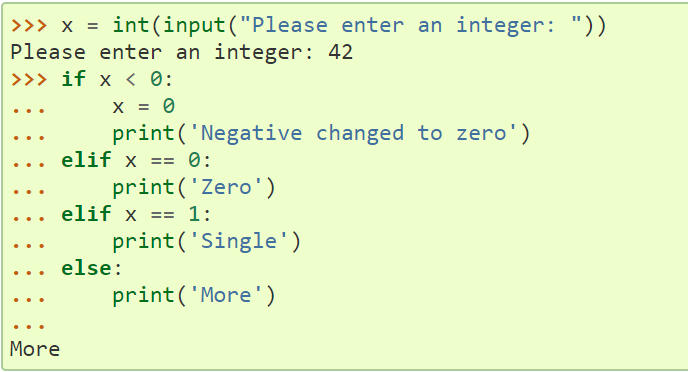 >>> x = int(input("Please enter an integer: "))
Please enter an integer: 42
>>> if x < 0:
...     x = 0
...     print('Negative changed to zero')
... elif x == 0:
...     print('Zero')
... elif x == 1:
...     print('Single')
... else:
...     print('More')
...
More